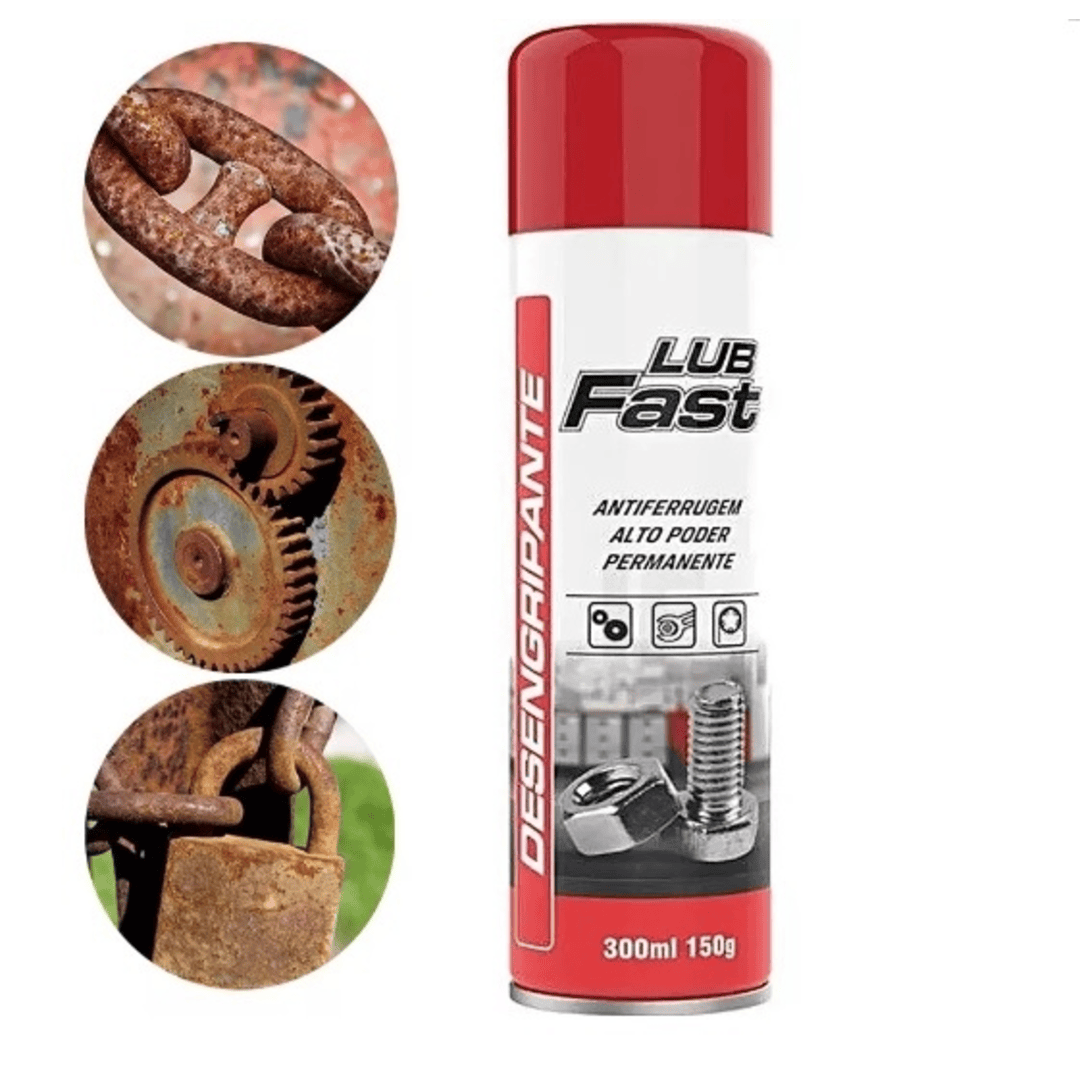 LUB
Fast
DESENGRIPANTE
ANTIFERRUGEM
ALTO PODER
PERMANENTE
300ml 150g